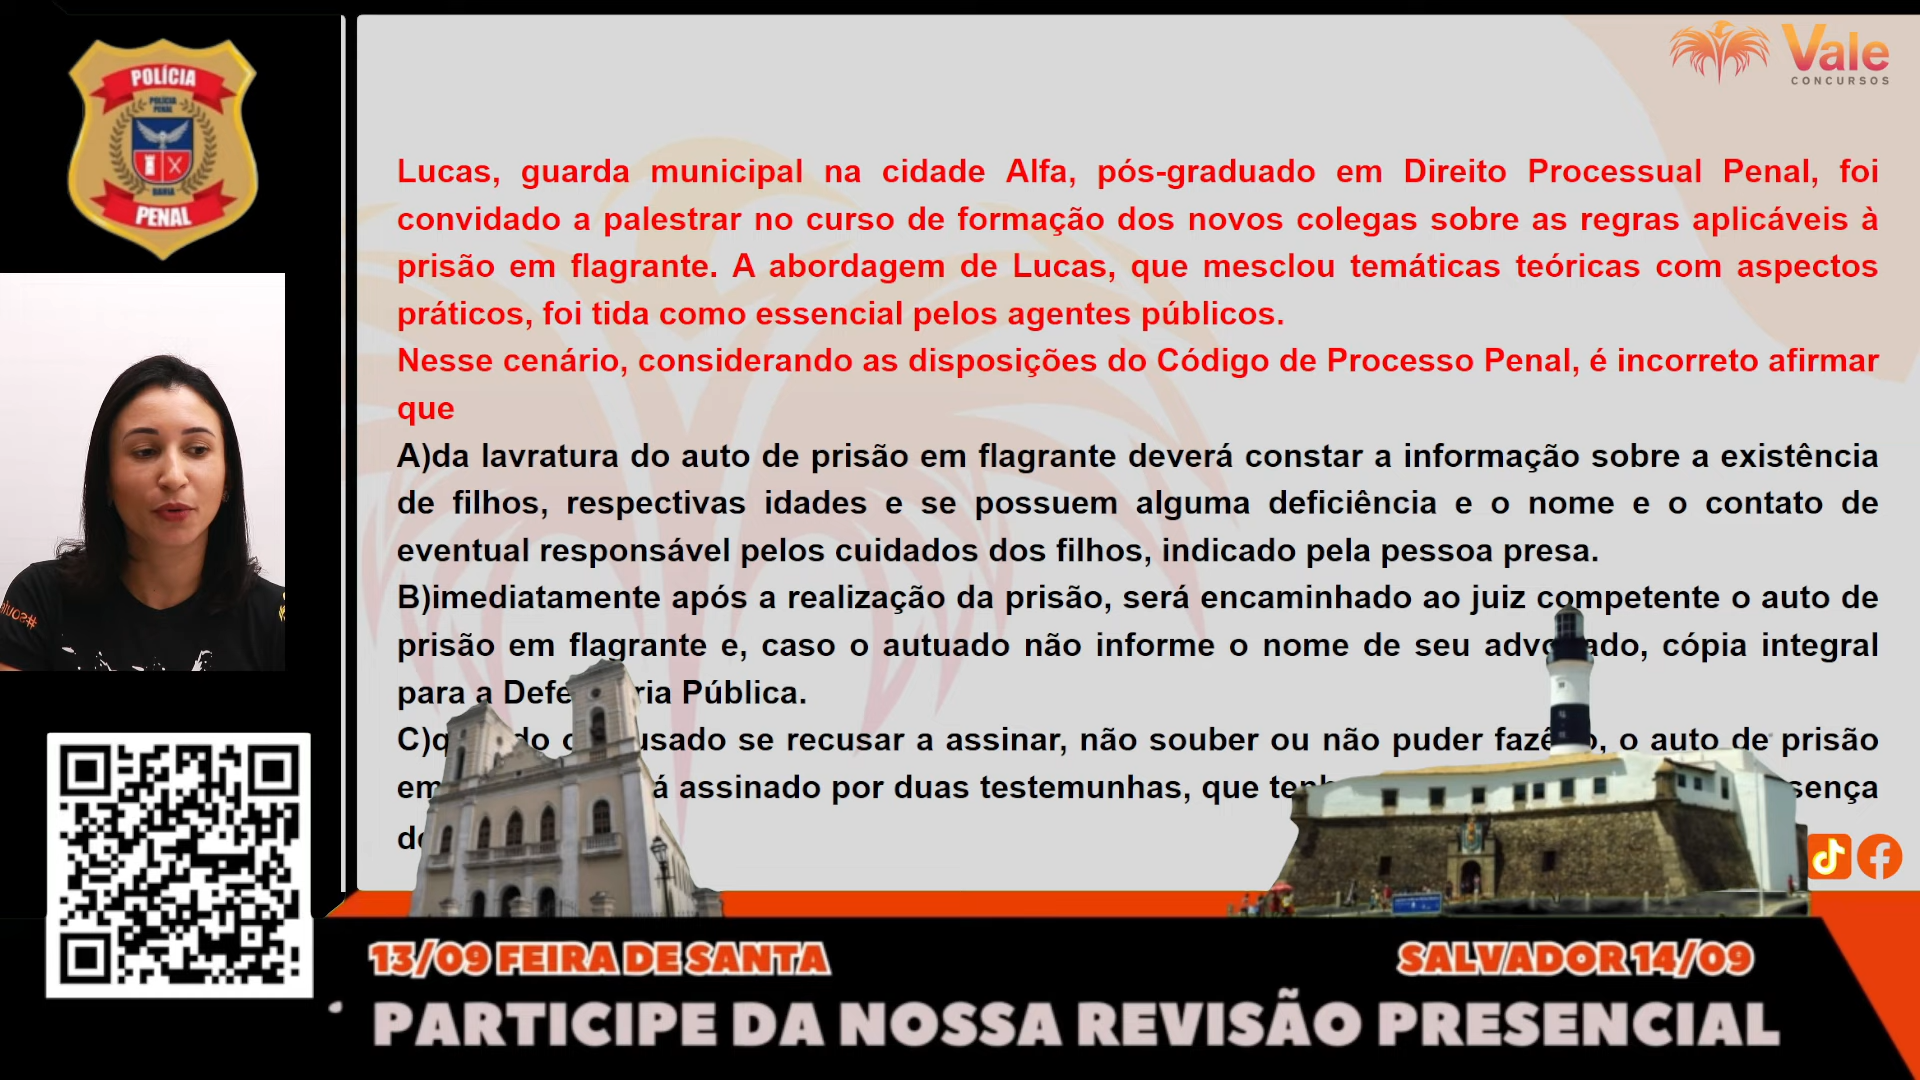 POLÍCIA
POLÍCIA
PENAL
BAHIA
PENAL
Vale
CONCURSOS
Lucas, guarda municipal na cidade Alfa, pós-graduado em Direito Processual Penal, foi
convidado a palestrar no curso de formação dos novos colegas sobre as regras aplicáveis à
prisão em flagrante. A abordagem de Lucas, que mesclou temáticas teóricas com aspectos
práticos, foi tida como essencial pelos agentes públicos.
Nesse cenário, considerando as disposições do Código de Processo Penal, é incorreto afirmar
que
A)da lavratura do auto de prisão em flagrante deverá constar a informação sobre a existência
de filhos, respectivas idades e se possuem alguma deficiência e o nome e o contato de
eventual responsável pelos cuidados dos filhos, indicado pela pessoa presa.
B)imediatamente após a realização da prisão, será encaminhado ao juiz competente o auto de
prisão em flagrante e, caso o autuado não informe o nome de seu advogado, cópia integral
para a Defensoria Pública.
C) se recusar a assinar, não souber ou não puder o auto de prisão
assinado por duas testemunhas, que
13/09 FEIRA DE SANTA
SALVADOR 14/09
PARTICIPE DA NOSSA REVISÃO PRESENCIAL